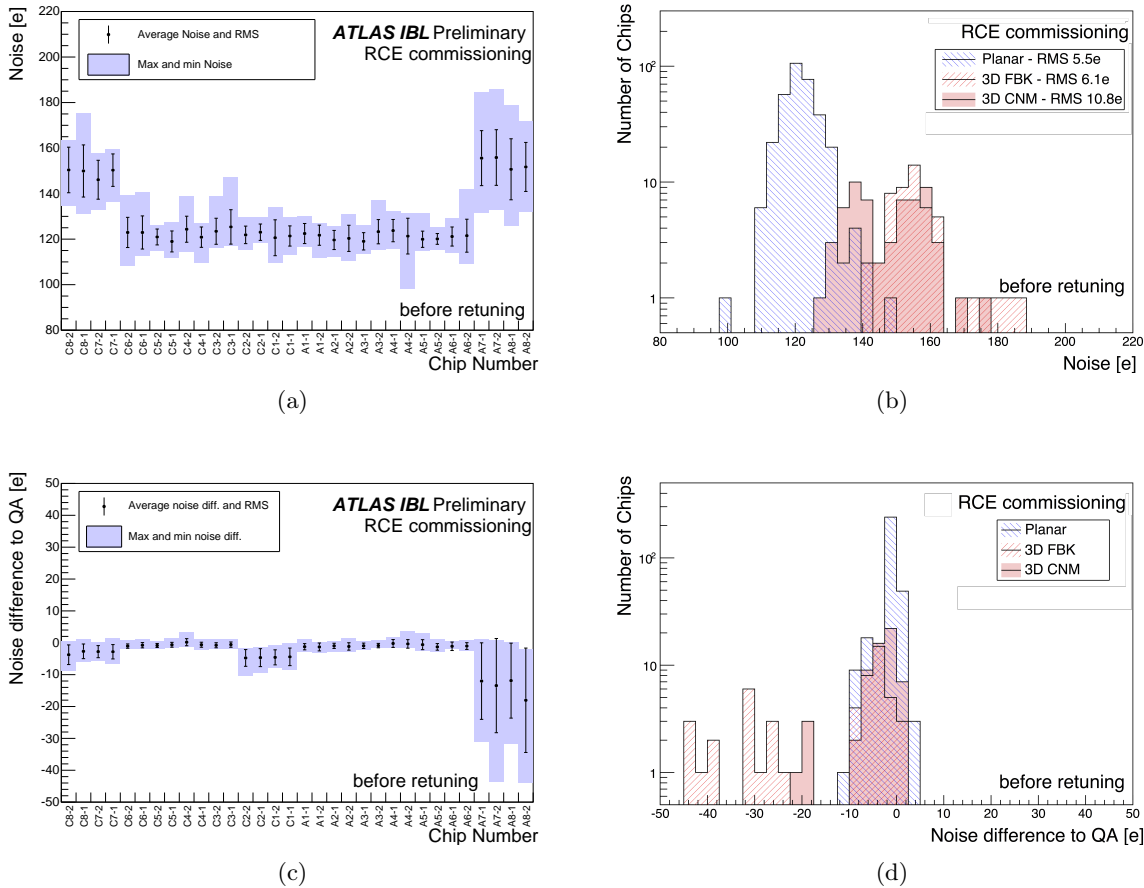 Noise [e]
220
200
180
160
140
120
100
80
Average Noise and RMS
Max and min Noise
ATLAS IBL Preliminary
RCE commissioning
before retuning
C8-2
C8-1
C7-2
C7-1
C6-2
C6-1
C5-2
C5-1
C4-2
C4-1
C3-2
C3-1
C2-2
C2-1
C1-2
C1-1
A1-1
A1-2
A2-1
A2-2
A3-1
A3-2
A4-1
A4-2
A5-1
A5-2
A6-1
A6-2
A7-1
A7-2
A8-1
A8-2
Chip Number
(a)
Number of Chips
10²
10
1
RCE commissioning
Planar - RMS 5.5e
3D FBK - RMS 6.1e
3D CNM - RMS 10.8e
before retuning
80 100 120 140 160 180 200 220
Noise [e]
(b)
Noise difference to QA [e]
50
40
30
20
10
0
-10
-20
-30
-40
-50
Average noise diff. and RMS
Max and min noise diff.
ATLAS IBL Preliminary
RCE commissioning
before retuning
C8-2
C8-1
C7-2
C7-1
C6-2
C6-1
C5-2
C5-1
C4-2
C4-1
C3-2
C3-1
C2-2
C2-1
C1-2
C1-1
A1-1
A1-2
A2-1
A2-2
A3-1
A3-2
A4-1
A4-2
A5-1
A5-2
A6-1
A6-2
A7-1
A7-2
A8-1
A8-2
Chip Number
(c)
Number of Chips
10²
10
1
RCE commissioning
Planar
3D FBK
3D CNM
before retuning
-50 -40 -30 -20 -10 0 10 20 30 40 50
Noise difference to QA [e]
(d)